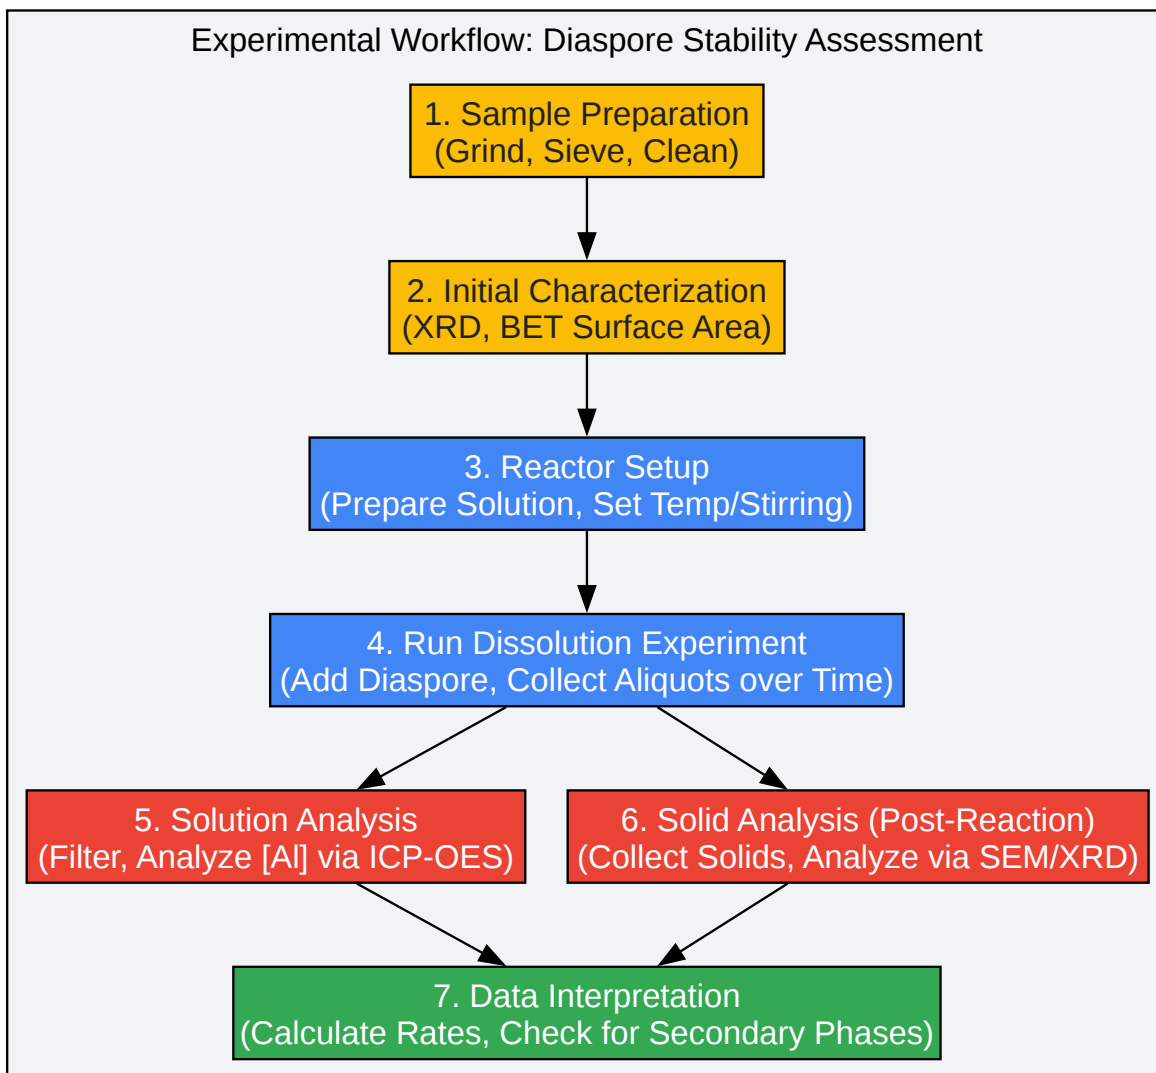 Experimental Workflow: Diaspore Stability Assessment
1. Sample Preparation
(Grind, Sieve, Clean)
2. Initial Characterization
(XRD, BET Surface Area)
3. Reactor Setup
(Prepare Solution, Set Temp/Stirring)
4. Run Dissolution Experiment
(Add Diaspore, Collect Aliquots over Time)
5. Solution Analysis
(Filter, Analyze [Al] via ICP-OES)
6. Solid Analysis (Post-Reaction)
(Collect Solids, Analyze via SEM/XRD)
7. Data Interpretation
(Calculate Rates, Check for Secondary Phases)